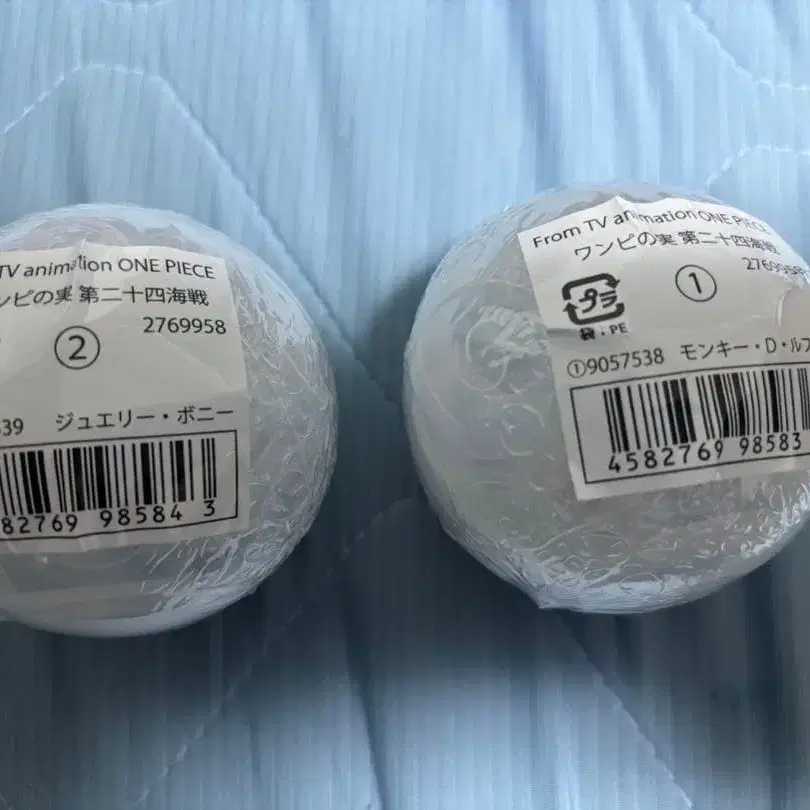 TV animation ONE PIECE
ンピの実 第二十四海戦
②
2769958
39 ジュエリー・ボニー
82769 98584 3
From TV animation ONE PIECE
ワンピの実 第二十四海戦
①
プラ
袋・PE
①9057538 モンキー・D・ルフ
4582769 98583